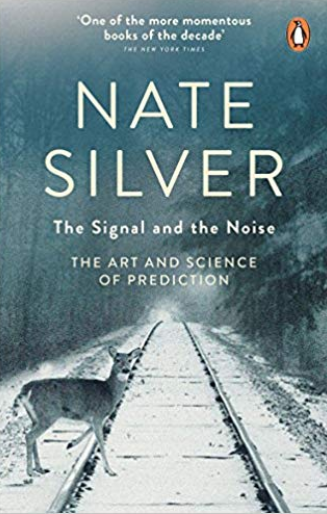 'One of the more momentous
books of the decade'
THE NEW YORK TIMES
NATE
SILVER
The Signal and the Noise
THE ART AND SCIENCE
OF PREDICTION